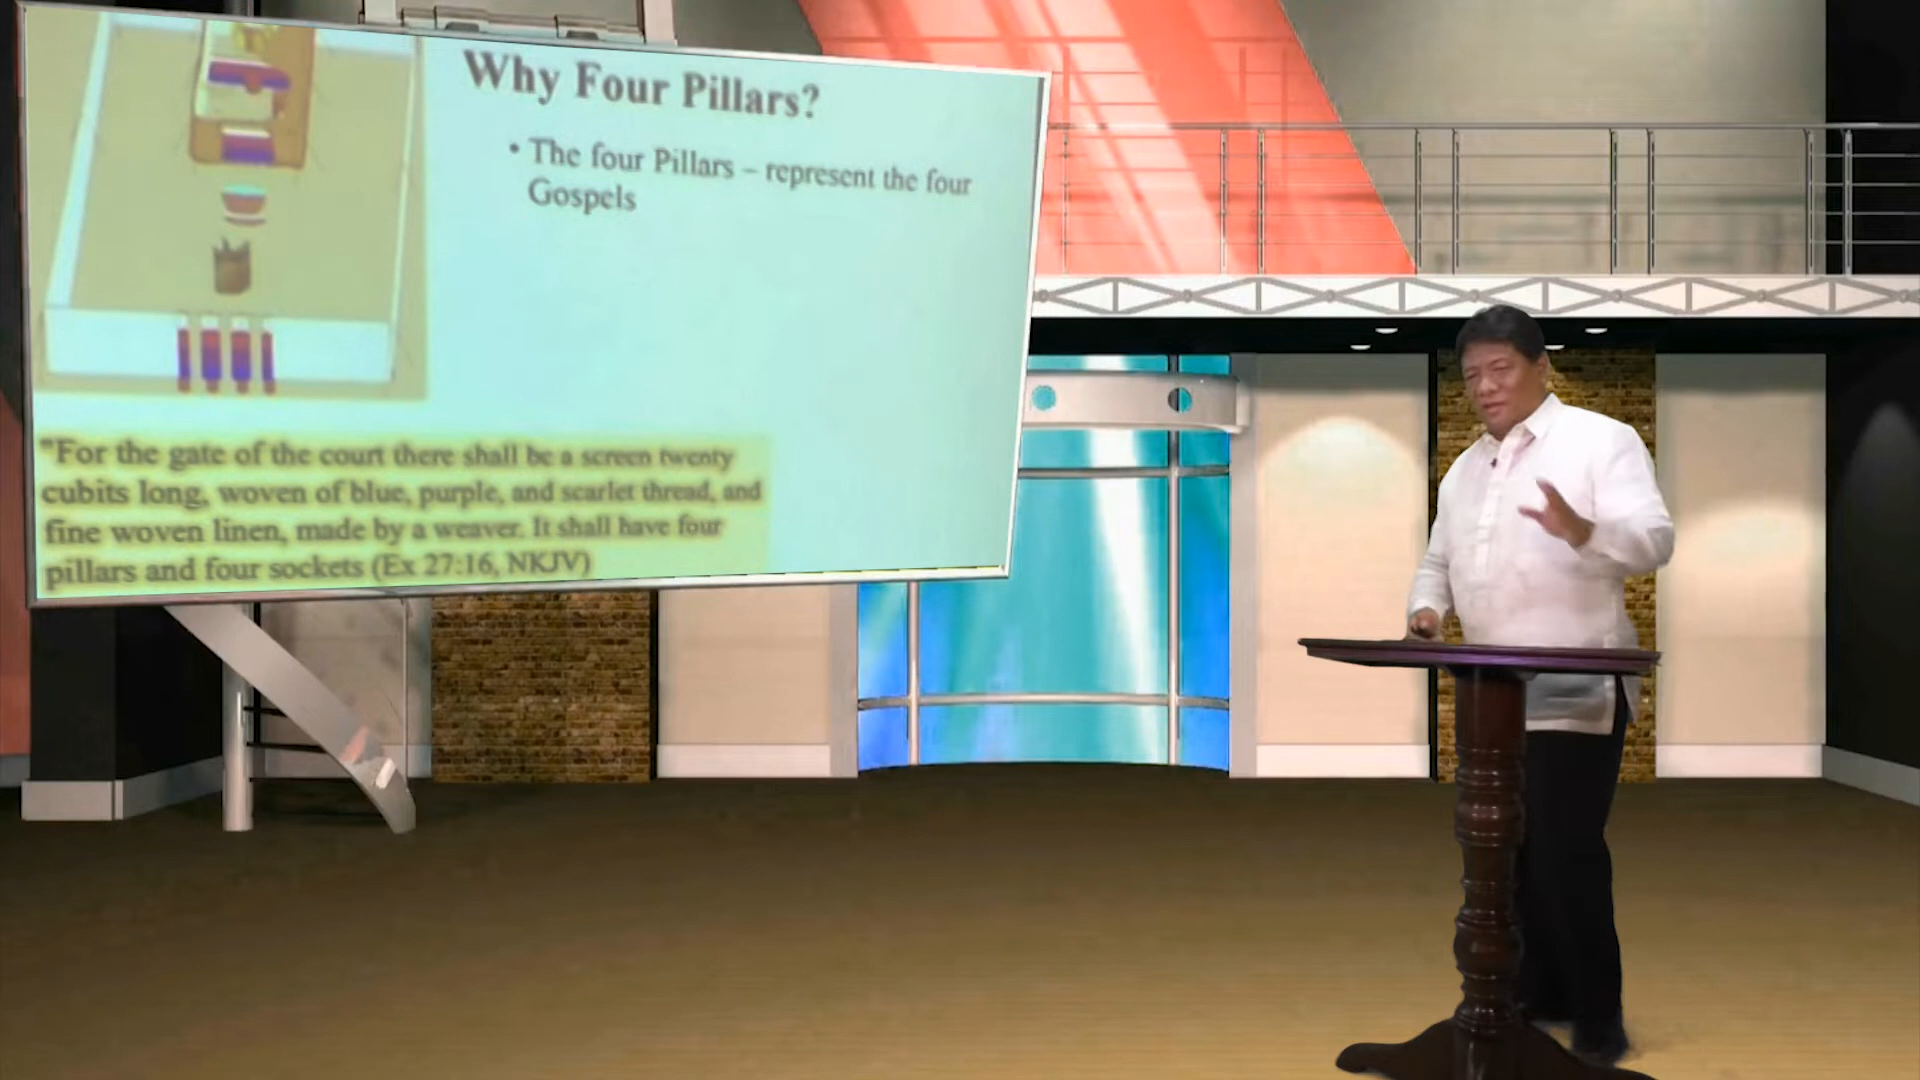 Why Four Pillars?
• The four Pillars – represent the four
Gospels
"For the gate of the court there shall be a screen twenty
cubits long, woven of blue, purple, and scarlet thread, and
fine woven linen, made by a weaver. It shall have four
pillars and four sockets (Ex 27:16, NKJV)